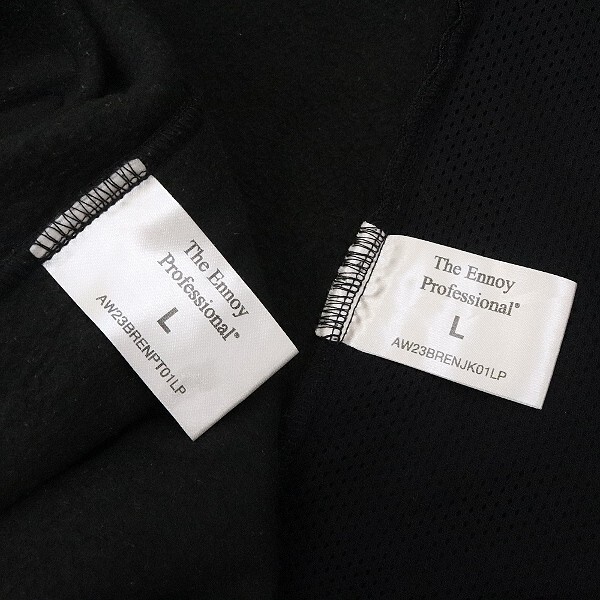 The Ennoy
Professional®
L
AW23BRENPT01LP
The Ennoy
Professional®
L
AW23BRENJK01LP